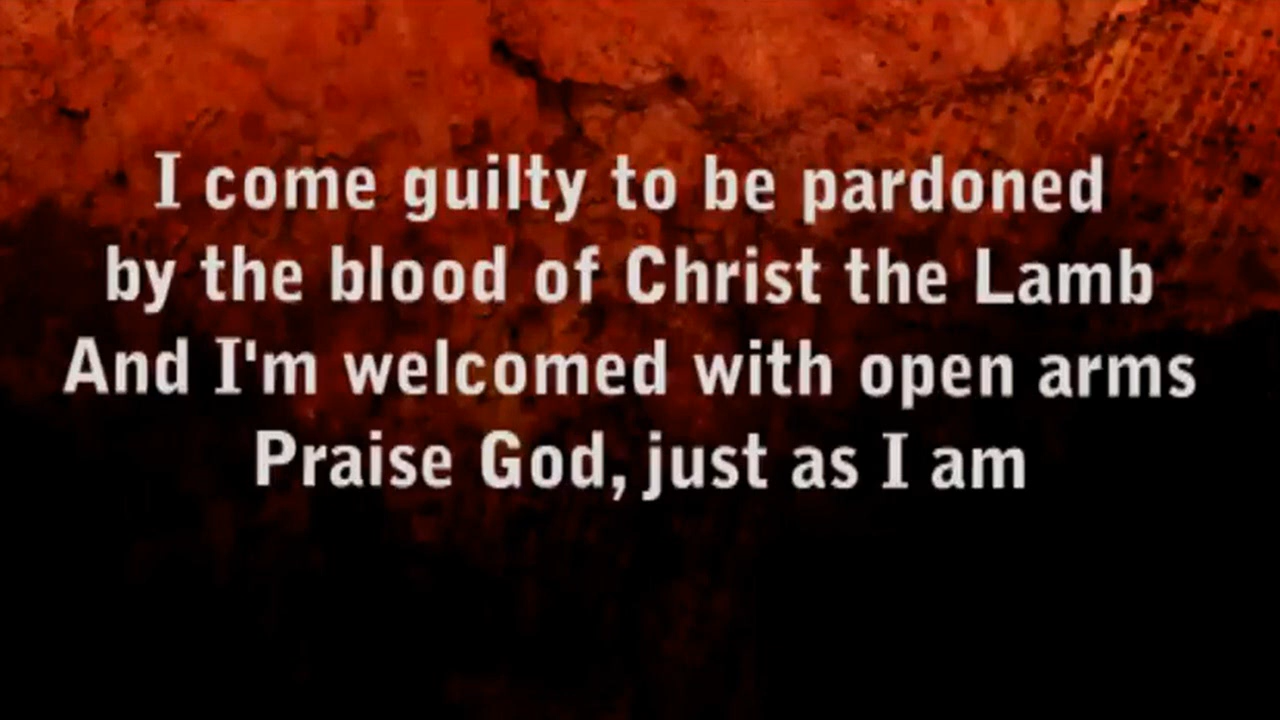 I come guilty to be pardoned
by the blood of Christ the Lamb
And I'm welcomed with open arms
Praise God, just as I am